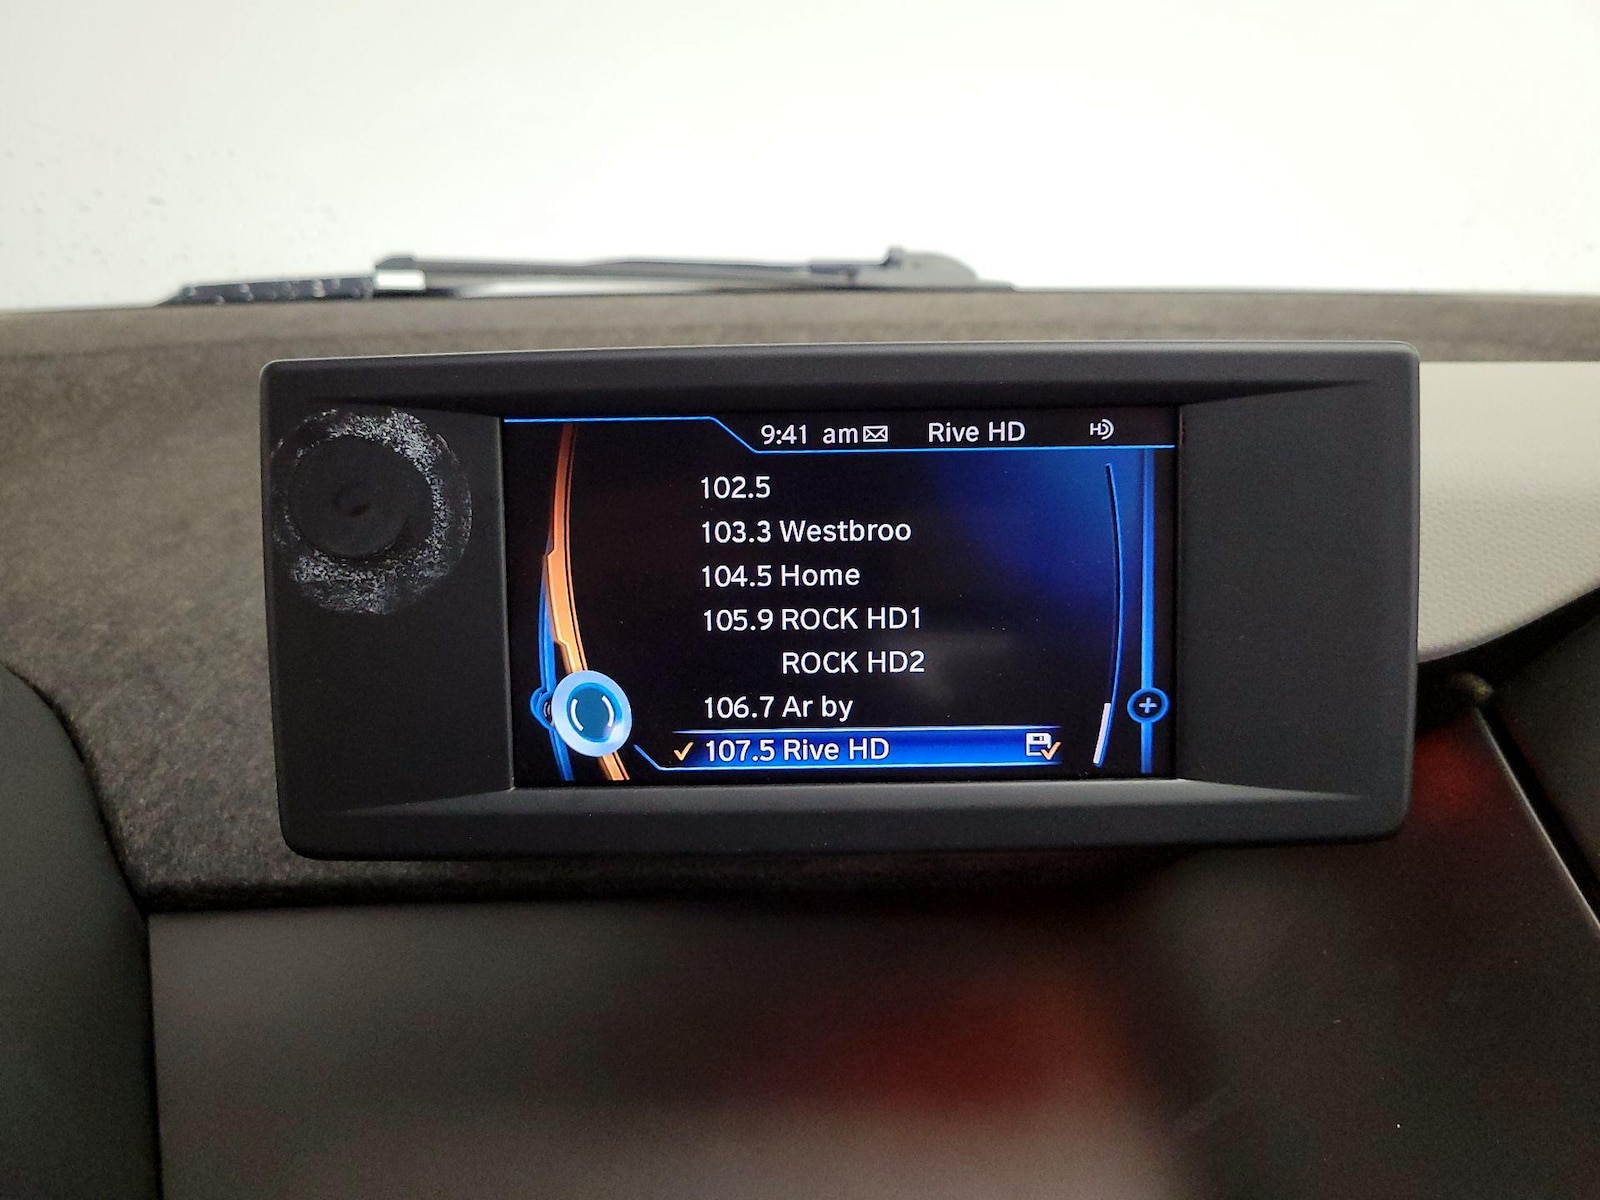 9:41 am Rive HD HD
102.5
103.3 Westbroo
104.5 Home
105.9 ROCK HD1
ROCK HD2
106.7 Ar by
107.5 Rive HD